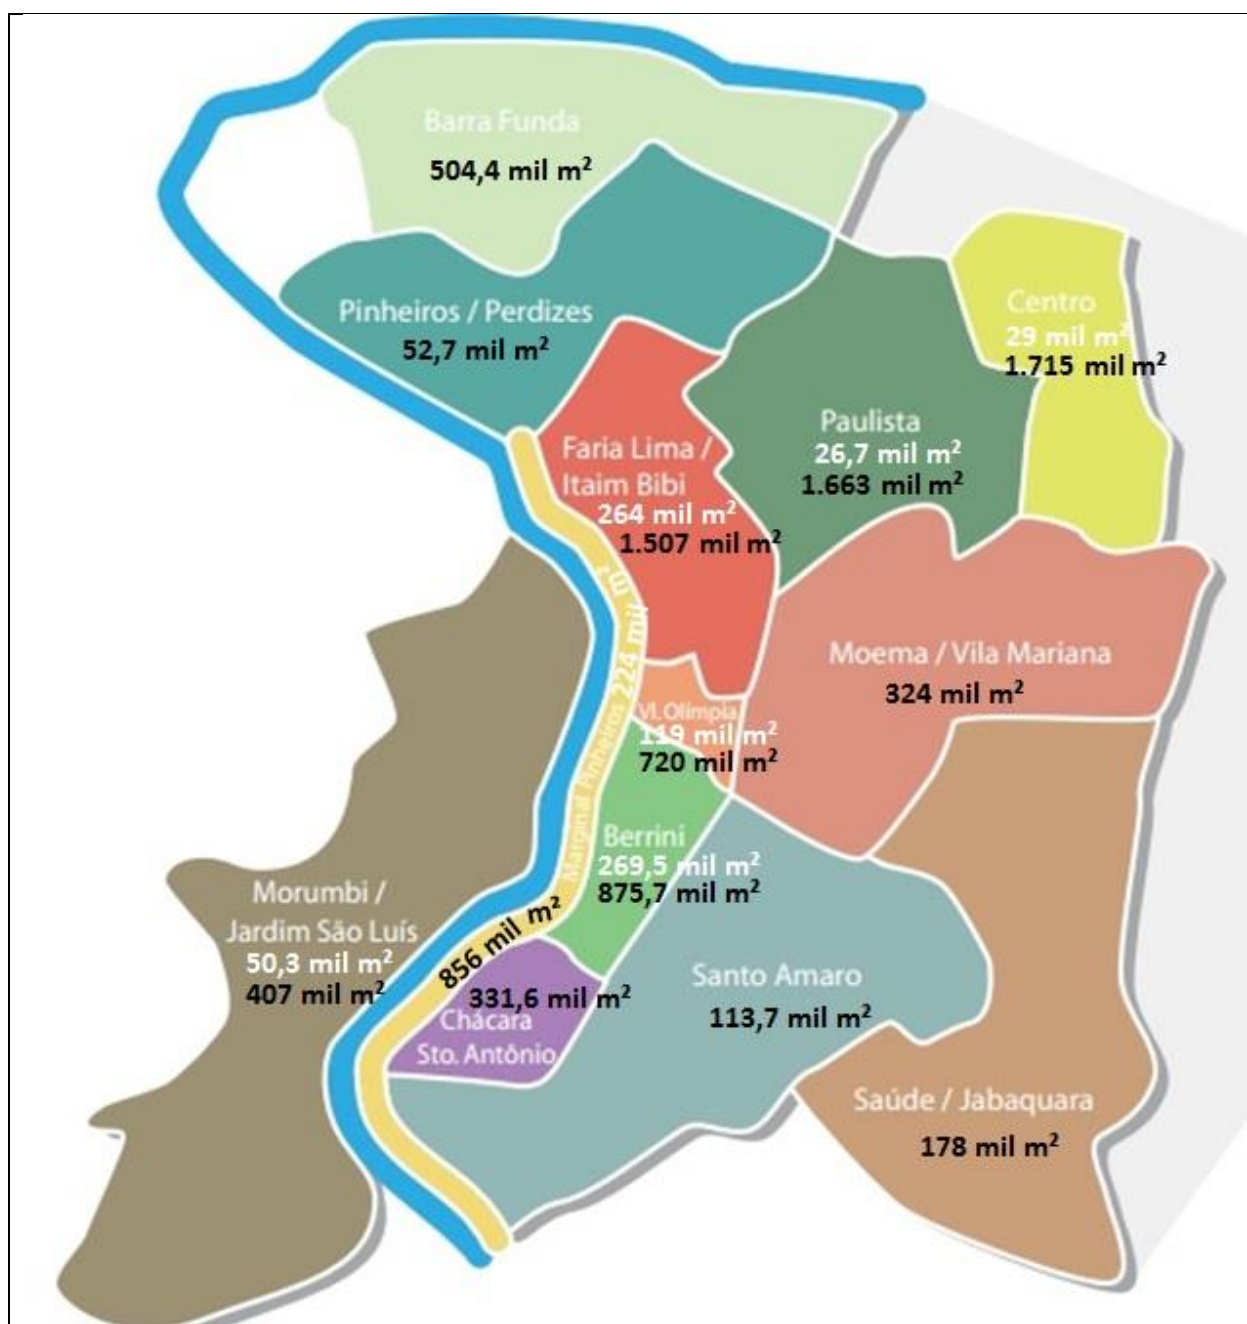 Barra Funda
504,4 mil m²
Pinheiros / Perdizes
52,7 mil m²
Centro
29 mil m²
1.715 mil m²
Paulista
26,7 mil m²
1.663 mil m²
Faria Lima /
Itaim Bibi
264 mil m²
1.507 mil m²
Moema / Vila Mariana
324 mil m²
Vl. Olímpia
119 mil m²
720 mil m²
Marginal Pinheiros 224 mil m²
856 mil m²
Berrini
269,5 mil m²
875,7 mil m²
Morumbi /
Jardim São Luís
50,3 mil m²
407 mil m²
331,6 mil m²
Chácara
Sto. Antônio
Santo Amaro
113,7 mil m²
Saúde / Jabaquara
178 mil m²